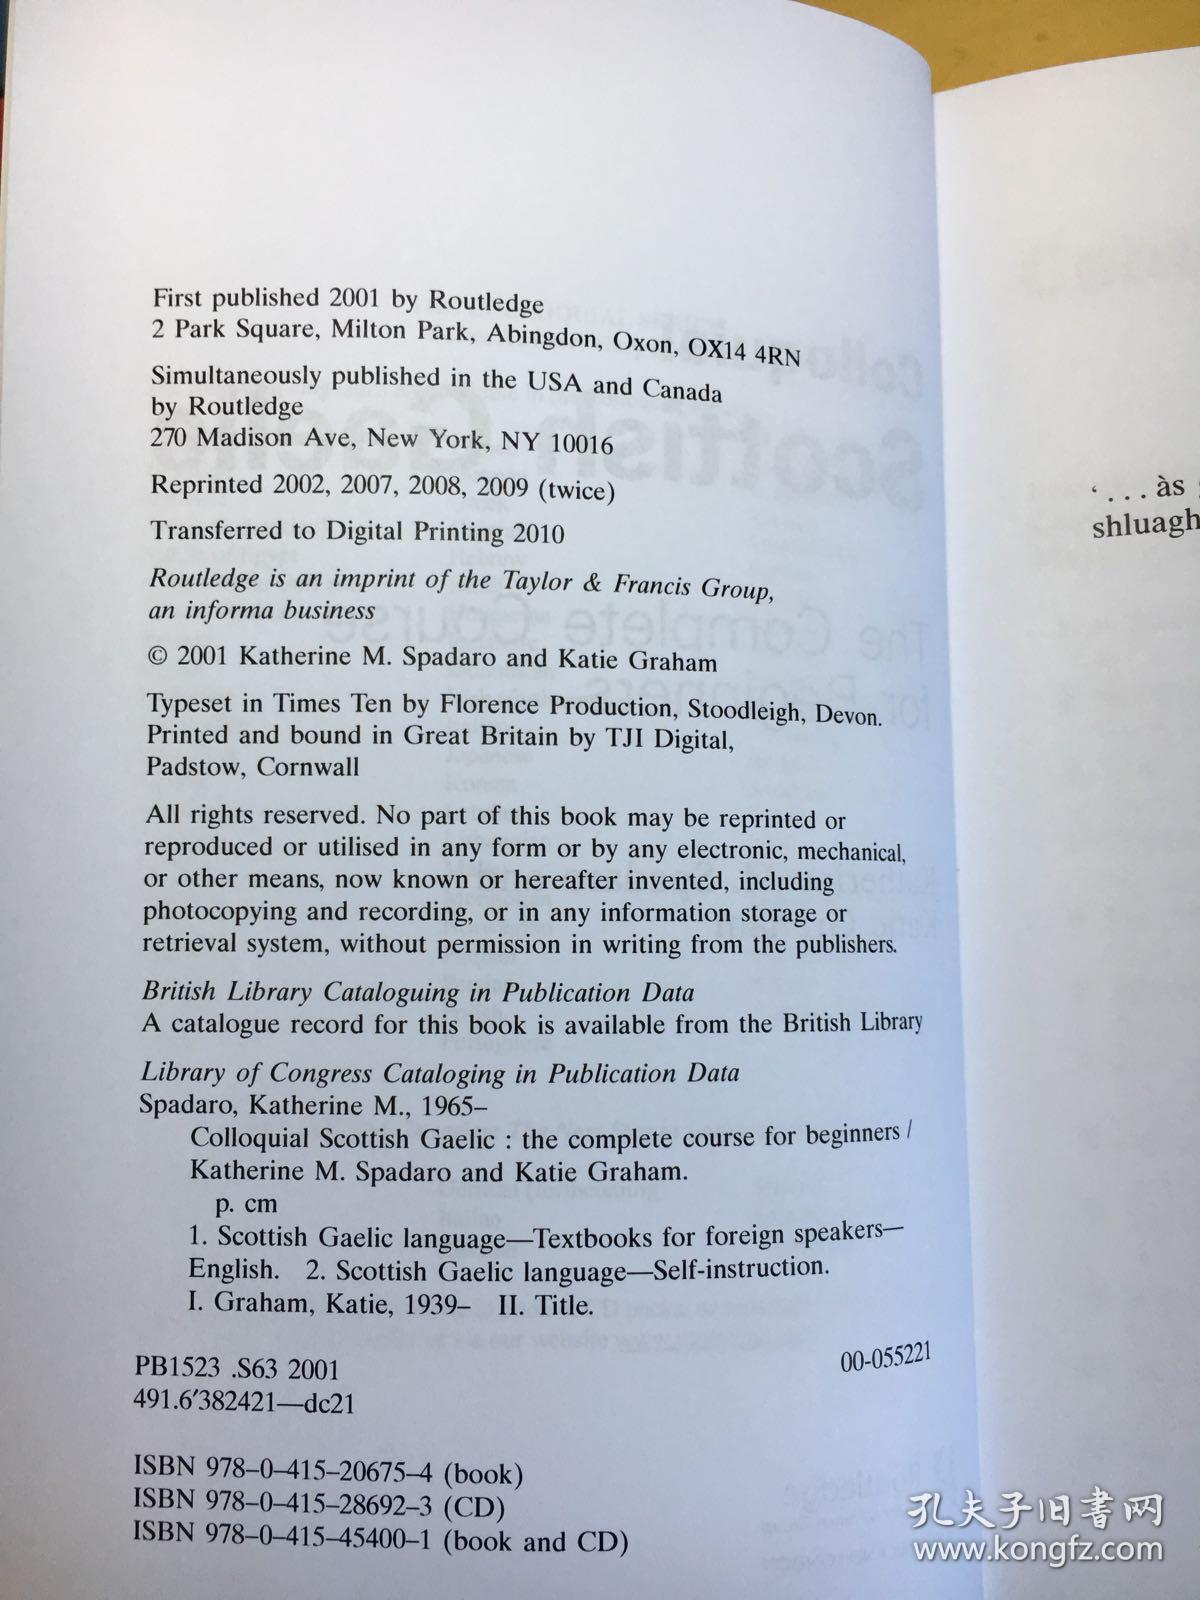 First published 2001 by Routledge
2 Park Square, Milton Park, Abingdon, Oxon, OX14 4RN
Simultaneously published in the USA and Canada
by Routledge
270 Madison Ave, New York, NY 10016
Reprinted 2002, 2007, 2008, 2009 (twice)
Transferred to Digital Printing 2010
Routledge is an imprint of the Taylor & Francis Group,
an informa business
© 2001 Katherine M. Spadaro and Katie Graham
Typeset in Times Ten by Florence Production, Stoodleigh, Devon.
Printed and bound in Great Britain by TJI Digital,
Padstow, Cornwall
All rights reserved. No part of this book may be reprinted or
reproduced or utilised in any form or by any electronic, mechanical,
or other means, now known or hereafter invented, including
photocopying and recording, or in any information storage or
retrieval system, without permission in writing from the publishers.
British Library Cataloguing in Publication Data
A catalogue record for this book is available from the British Library
Library of Congress Cataloging in Publication Data
Spadaro, Katherine M., 1965–
Colloquial Scottish Gaelic : the complete course for beginners /
Katherine M. Spadaro and Katie Graham.
p. cm
1. Scottish Gaelic language—Textbooks for foreign speakers—
English. 2. Scottish Gaelic language—Self-instruction.
I. Graham, Katie, 1939– II. Title.
PB1523 .S63 2001
00-055221
491.6′382421—dc21
ISBN 978–0–415–20675–4 (book)
ISBN 978–0–415–28692–3 (CD)
ISBN 978–0–415–45400–1 (book and CD)
‘ . . . às
shluagh
孔夫子旧书网
www.kongfz.com